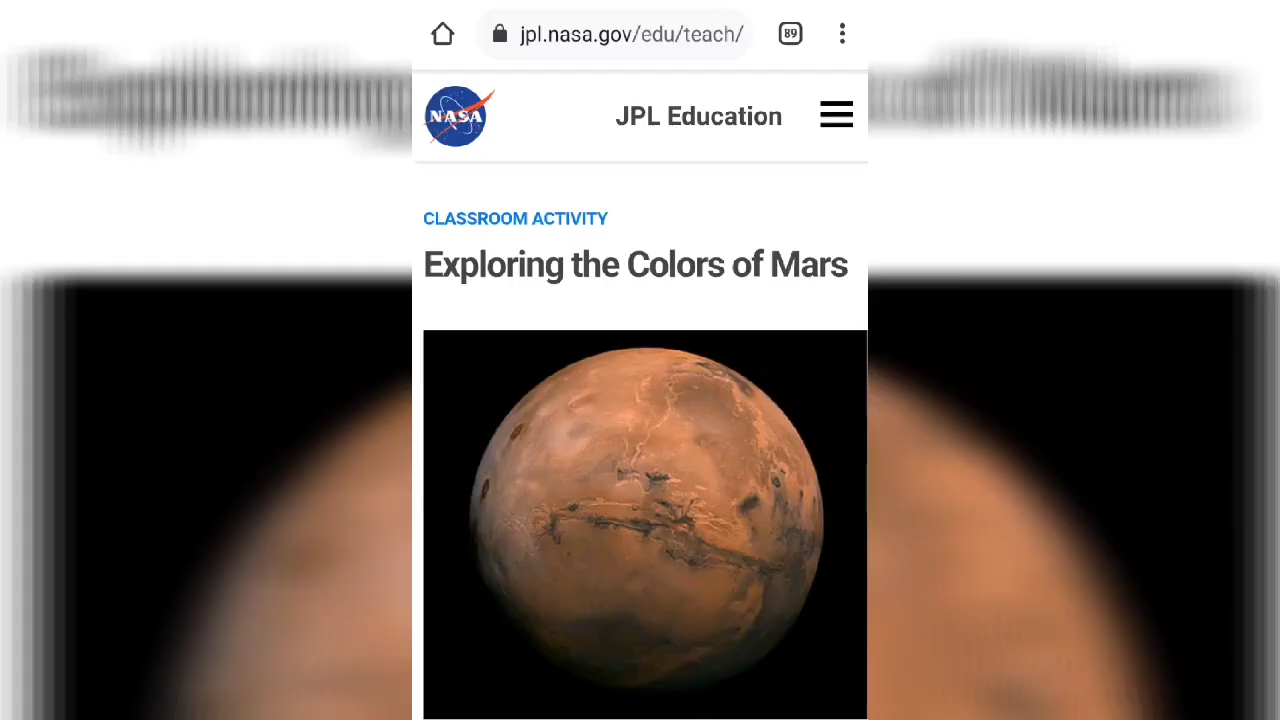 jpl.nasa.gov/edu/teach/
89
NASA
JPL Education
CLASSROOM ACTIVITY
Exploring the Colors of Mars